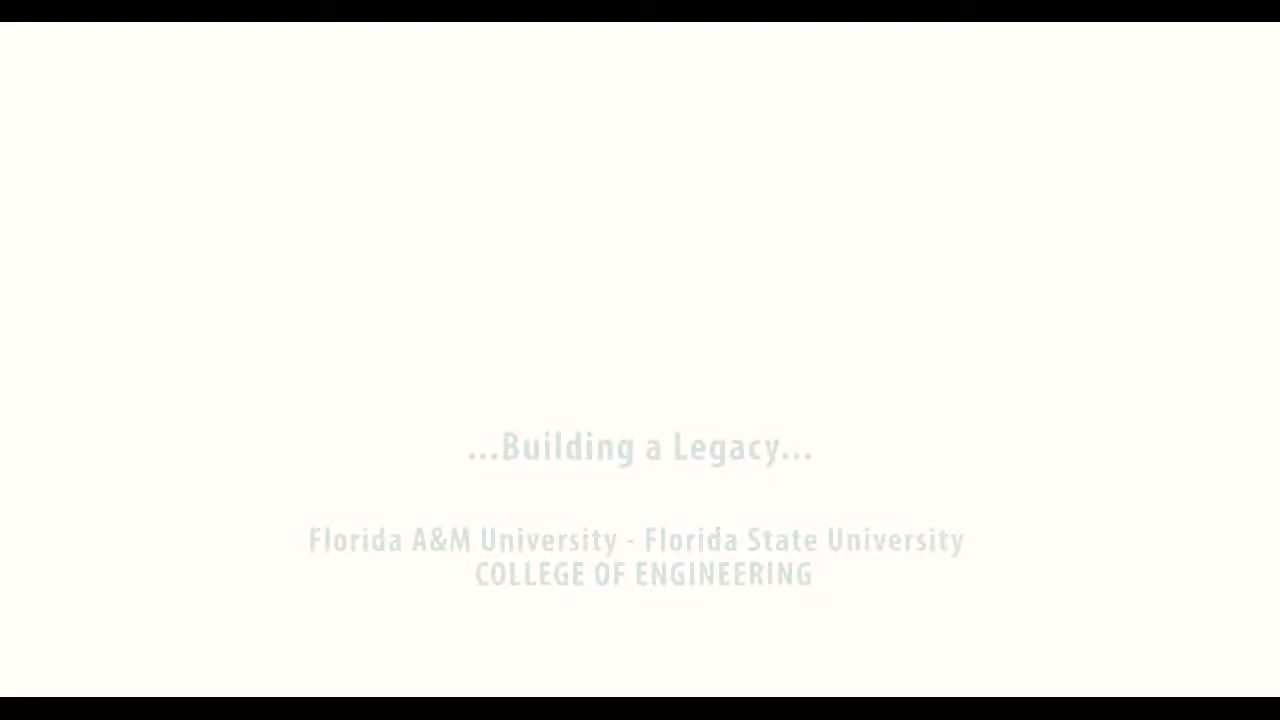 ...Building a Legacy...
Florida A&M University - Florida State University
COLLEGE OF ENGINEERING